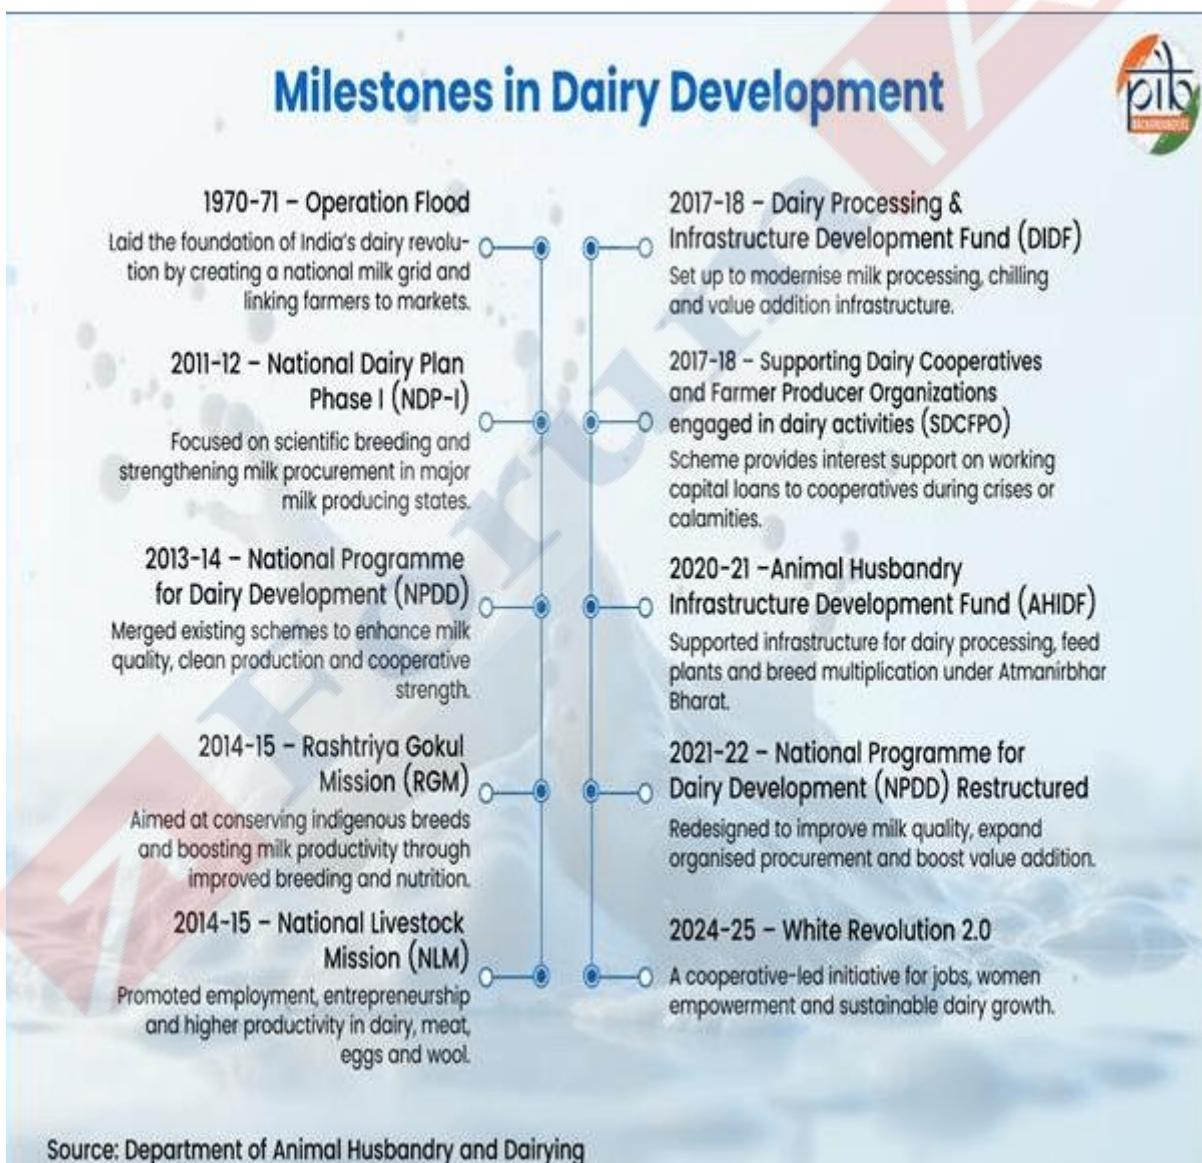 Milestones in Dairy Development
pib
BACKGROUNDERS
1970-71 – Operation Flood
Laid the foundation of India's dairy revolu-
tion by creating a national milk grid and
linking farmers to markets.
2011-12 – National Dairy Plan
Phase I (NDP-I)
Focused on scientific breeding and
strengthening milk procurement in major
milk producing states.
2013-14 – National Programme
for Dairy Development (NPDD)
Merged existing schemes to enhance milk
quality, clean production and cooperative
strength.
2014-15 – Rashtriya Gokul
Mission (RGM)
Aimed at conserving indigenous breeds
and boosting milk productivity through
improved breeding and nutrition.
2014-15 – National Livestock
Mission (NLM)
Promoted employment, entrepreneurship
and higher productivity in dairy, meat,
eggs and wool.
2017-18 – Dairy Processing &
Infrastructure Development Fund (DIDF)
Set up to modernise milk processing, chilling
and value addition infrastructure.
2017-18 – Supporting Dairy Cooperatives
and Farmer Producer Organizations
engaged in dairy activities (SDCFPO)
Scheme provides interest support on working
capital loans to cooperatives during crises or
calamities.
2020-21 –Animal Husbandry
Infrastructure Development Fund (AHIDF)
Supported infrastructure for dairy processing, feed
plants and breed multiplication under Atmanirbhar
Bharat.
2021-22 – National Programme for
Dairy Development (NPDD) Restructured
Redesigned to improve milk quality, expand
organised procurement and boost value addition.
2024-25 – White Revolution 2.0
A cooperative-led initiative for jobs, women
empowerment and sustainable dairy growth.
Source: Department of Animal Husbandry and Dairying
Forum